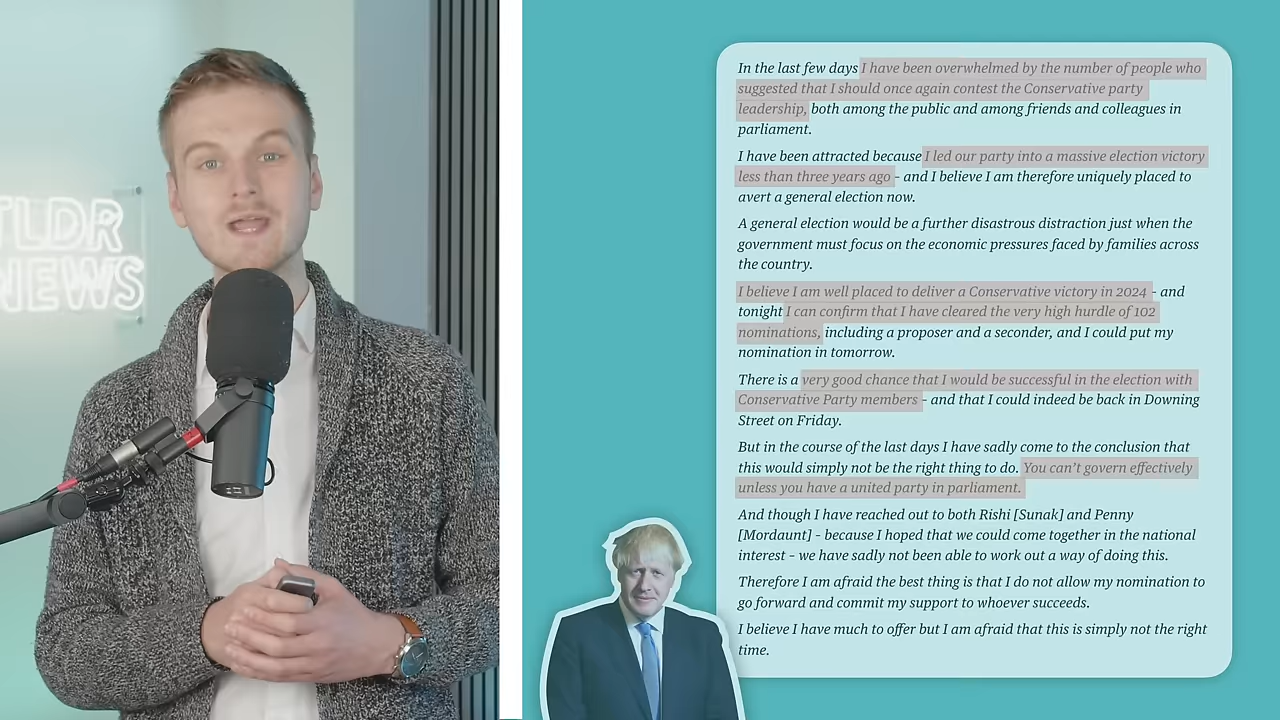 TLDR
NEWS
In the last few days I have been overwhelmed by the number of people who
suggested that I should once again contest the Conservative party
leadership, both among the public and among friends and colleagues in
parliament.
I have been attracted because I led our party into a massive election victory
less than three years ago - and I believe I am therefore uniquely placed to
avert a general election now.
A general election would be a further disastrous distraction just when the
government must focus on the economic pressures faced by families across
the country.
I believe I am well placed to deliver a Conservative victory in 2024 - and
tonight I can confirm that I have cleared the very high hurdle of 102
nominations, including a proposer and a seconder, and I could put my
nomination in tomorrow.
There is a very good chance that I would be successful in the election with
Conservative Party members - and that I could indeed be back in Downing
Street on Friday.
But in the course of the last days I have sadly come to the conclusion that
this would simply not be the right thing to do. You can't govern effectively
unless you have a united party in parliament.
And though I have reached out to both Rishi [Sunak] and Penny
[Mordaunt] - because I hoped that we could come together in the national
interest - we have sadly not been able to work out a way of doing this.
Therefore I am afraid the best thing is that I do not allow my nomination to
go forward and commit my support to whoever succeeds.
I believe I have much to offer but I am afraid that this is simply not the right
time.